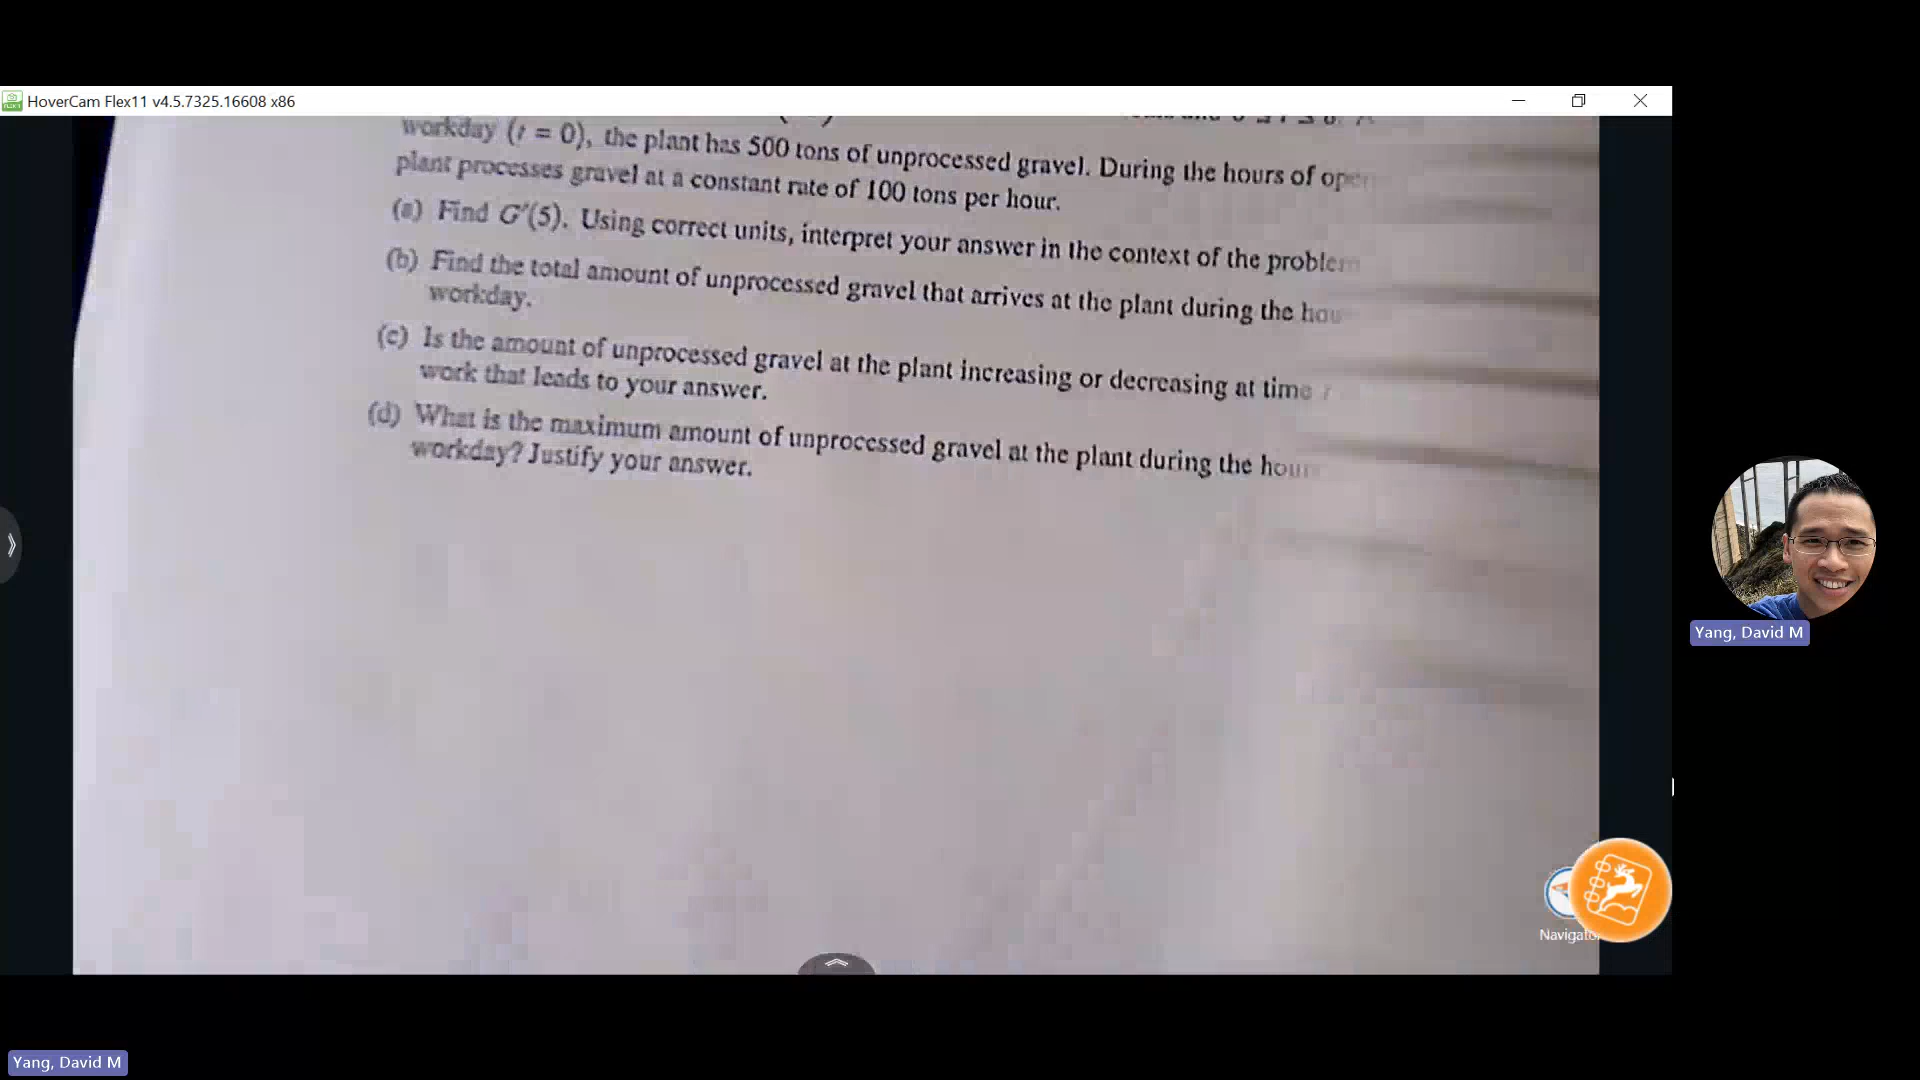 HoverCam Flex11 v4.5.7325.16608 x86
workday (t = 0), the plant has 500 tons of unprocessed gravel. During the hours of oper
plant processes gravel at a constant rate of 100 tons per hour.
(a) Find G′(5). Using correct units, interpret your answer in the context of the problem
(b) Find the total amount of unprocessed gravel that arrives at the plant during the hou
workday.
(c) Is the amount of unprocessed gravel at the plant increasing or decreasing at time t
work that leads to your answer.
(d) What is the maximum amount of unprocessed gravel at the plant during the hour
workday? Justify your answer.
Yang, David M
Navigato
Yang, David M